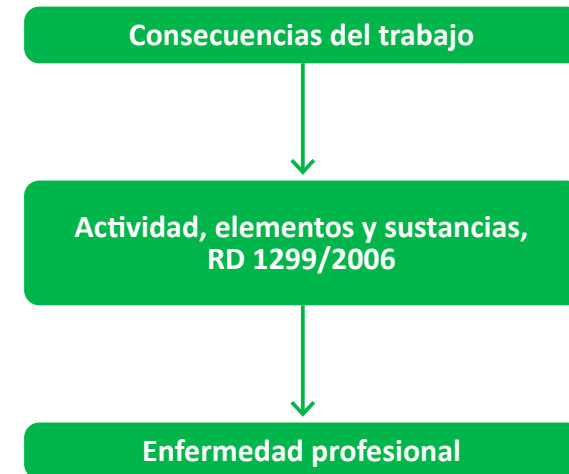 Consecuencias del trabajo
Actividad, elementos y sustancias,
RD 1299/2006
Enfermedad profesional